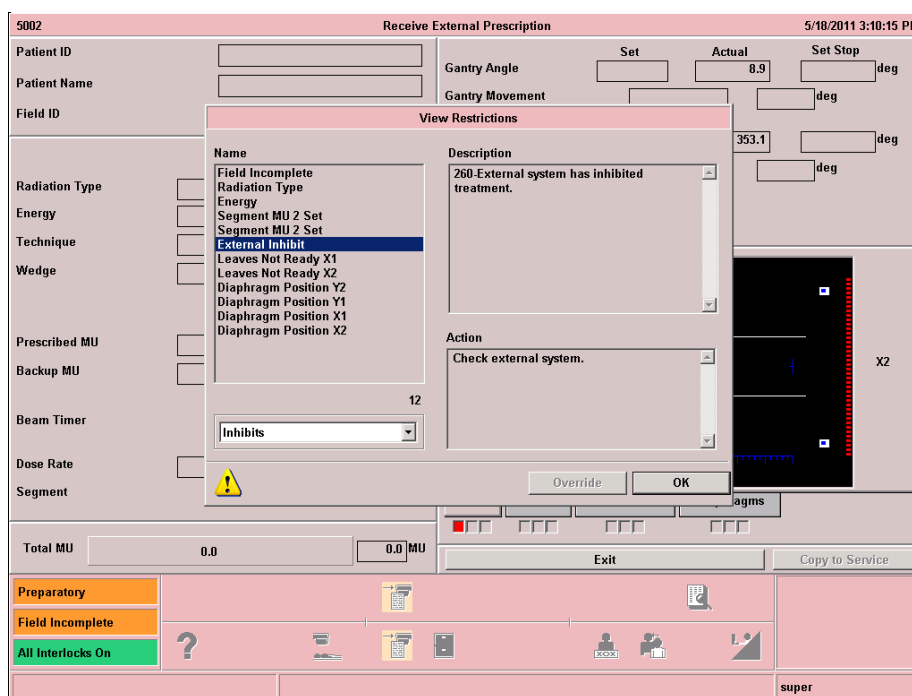 5002 Receive External Prescription 5/18/2011 3:10:15 P
Patient ID
Set Actual Set Stop
Gantry Angle 8.9 deg
Patient Name
Gantry Movement deg
Field ID
View Restrictions
353.1 deg
deg
Name
Field Incomplete
Radiation Type
Energy
Segment MU 2 Set
Segment MU 2 Set
External Inhibit
Leaves Not Ready X1
Leaves Not Ready X2
Diaphragm Position Y2
Diaphragm Position Y1
Diaphragm Position X1
Diaphragm Position X2
12
Inhibits
Description
260-External system has inhibited
treatment.
Action
Check external system.
Override OK
Radiation Type
Energy
Technique
Wedge
Prescribed MU
Backup MU
Beam Timer
Dose Rate
Segment
X2
agms
Total MU 0.0 0.0 MU
Exit Copy to Service
Preparatory
Field Incomplete
All Interlocks On
?
XOX
super